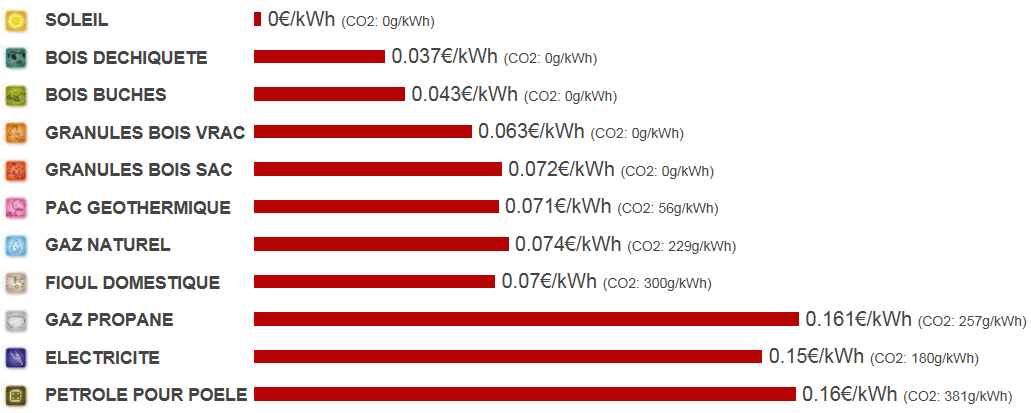 SOLEIL 0€/kWh (CO2: 0g/kWh)
BOIS DECHIQUETE 0.037€/kWh (CO2: 0g/kWh)
BOIS BUCHES 0.043€/kWh (CO2: 0g/kWh)
GRANULES BOIS VRAC 0.063€/kWh (CO2: 0g/kWh)
GRANULES BOIS SAC 0.072€/kWh (CO2: 0g/kWh)
PAC GEOTHERMIQUE 0.071€/kWh (CO2: 56g/kWh)
GAZ NATUREL 0.074€/kWh (CO2: 229g/kWh)
FIOUL DOMESTIQUE 0.07€/kWh (CO2: 300g/kWh)
GAZ PROPANE 0.161€/kWh (CO2: 257g/kWh)
ELECTRICITE 0.15€/kWh (CO2: 180g/kWh)
PETROLE POUR POELE 0.16€/kWh (CO2: 381g/kWh)